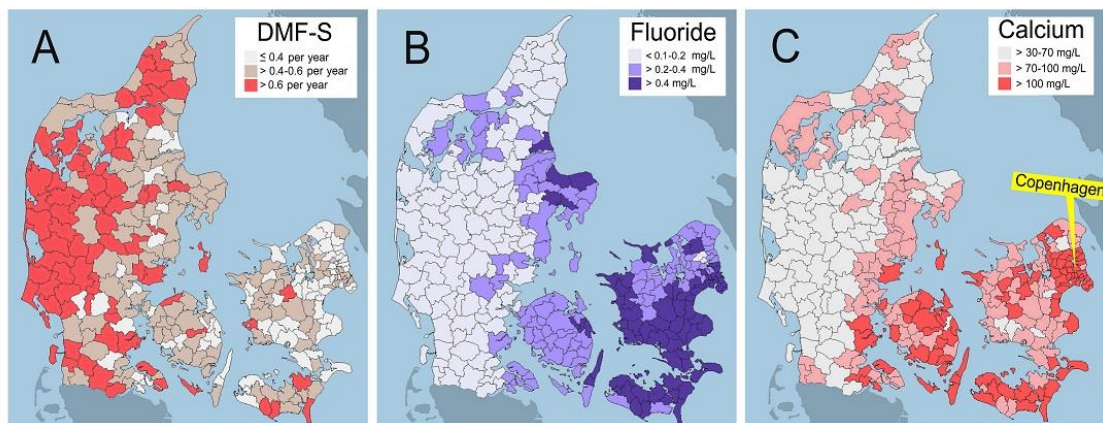 A
DMF-S
≤ 0.4 per year
> 0.4-0.6 per year
> 0.6 per year
B
Fluoride
< 0.1-0.2 mg/L
> 0.2-0.4 mg/L
> 0.4 mg/L
C
Calcium
> 30-70 mg/L
> 70-100 mg/L
> 100 mg/L
Copenhagen